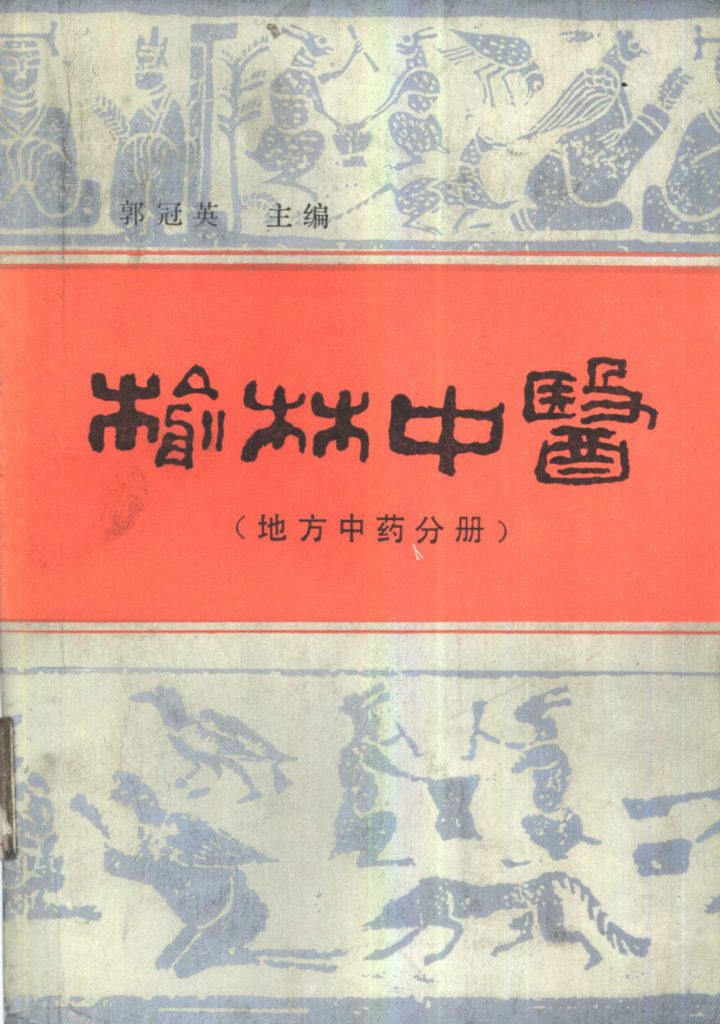 郭冠英 主编
榆林中醫
（地方中药分册）